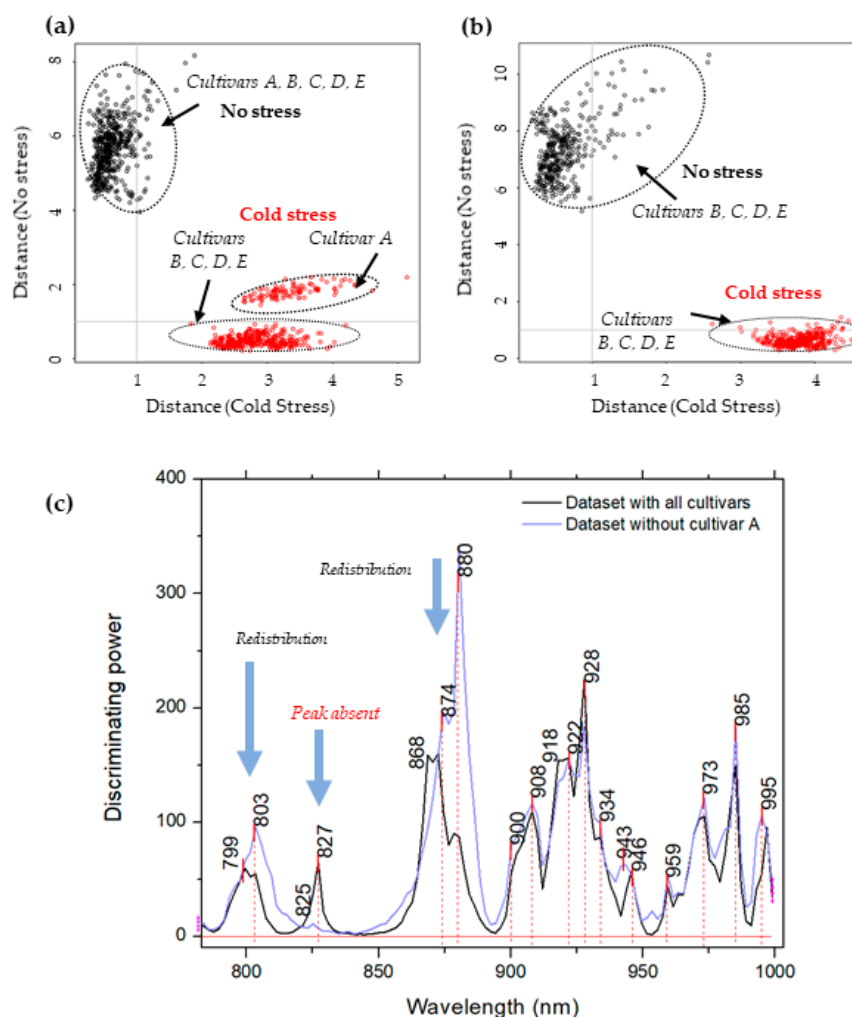 (a)
Cultivars A, B, C, D, E
No stress
Cold stress
Cultivars
B, C, D, E
Cultivar A
Distance (No stress)
0
2
4
6
8
1
2
3
4
5
Distance (Cold Stress)
(b)
No stress
Cultivars B, C, D, E
Cold stress
Cultivars
B, C, D, E
Distance (No stress)
0
2
4
6
8
10
1
2
3
4
Distance (Cold Stress)
(c)
Dataset with all cultivars
Dataset without cultivar A
Redistribution
Redistribution
Peak absent
799
803
825
827
868
874
880
900
908
918
922
928
934
943
946
959
973
985
995
Discriminating power
0
100
200
300
400
800
850
900
950
1000
Wavelength (nm)